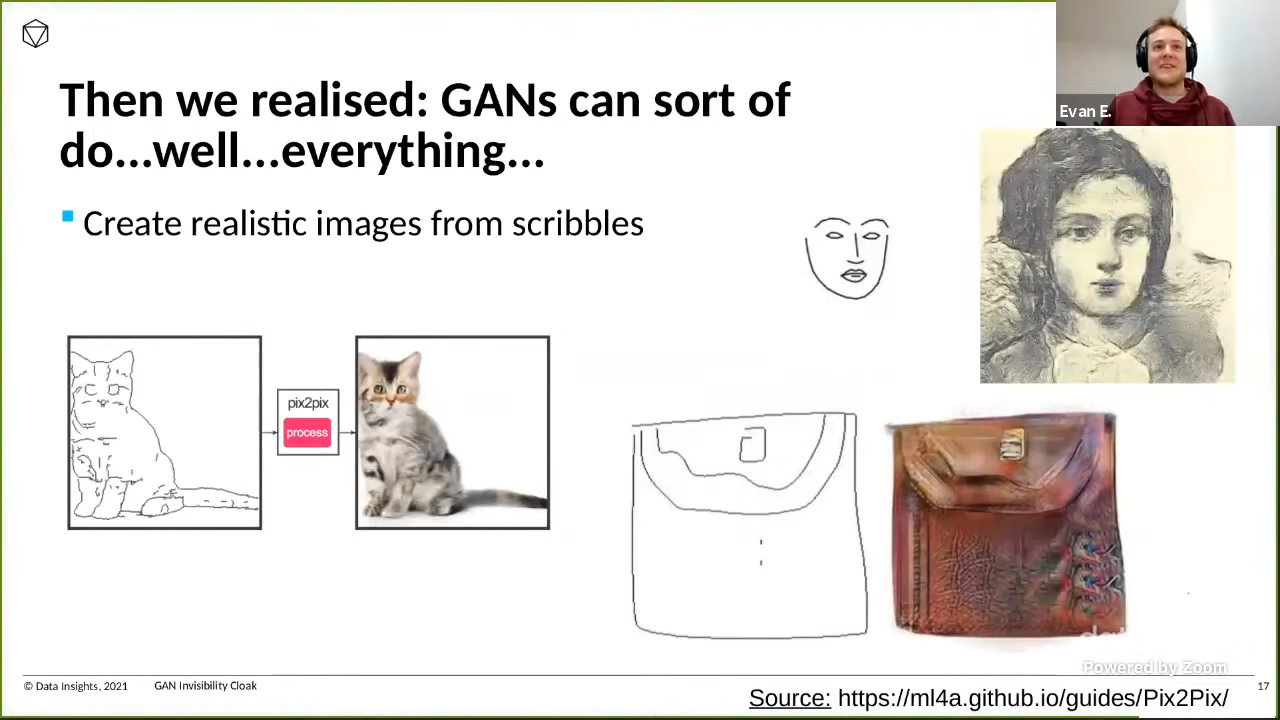 Then we realised: GANs can sort of
do...well...everything...
Evan E.
Create realistic images from scribbles
pix2pix
process
Powered by Zoom
© Data Insights, 2021 GAN Invisibility Cloak
17
Source: https://ml4a.github.io/guides/Pix2Pix/